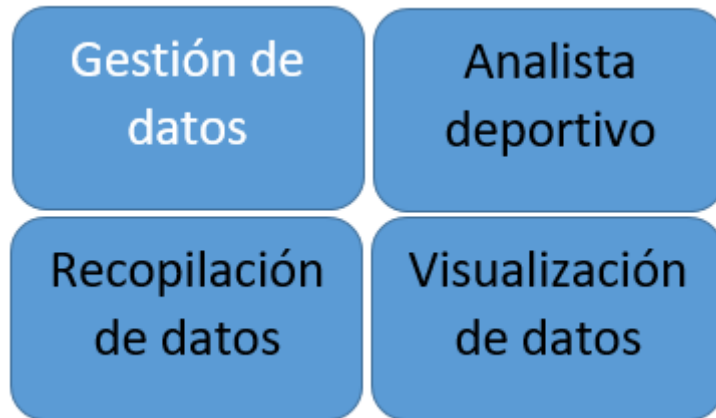 Gestión de
datos
Analista
deportivo
Recopilación
de datos
Visualización
de datos